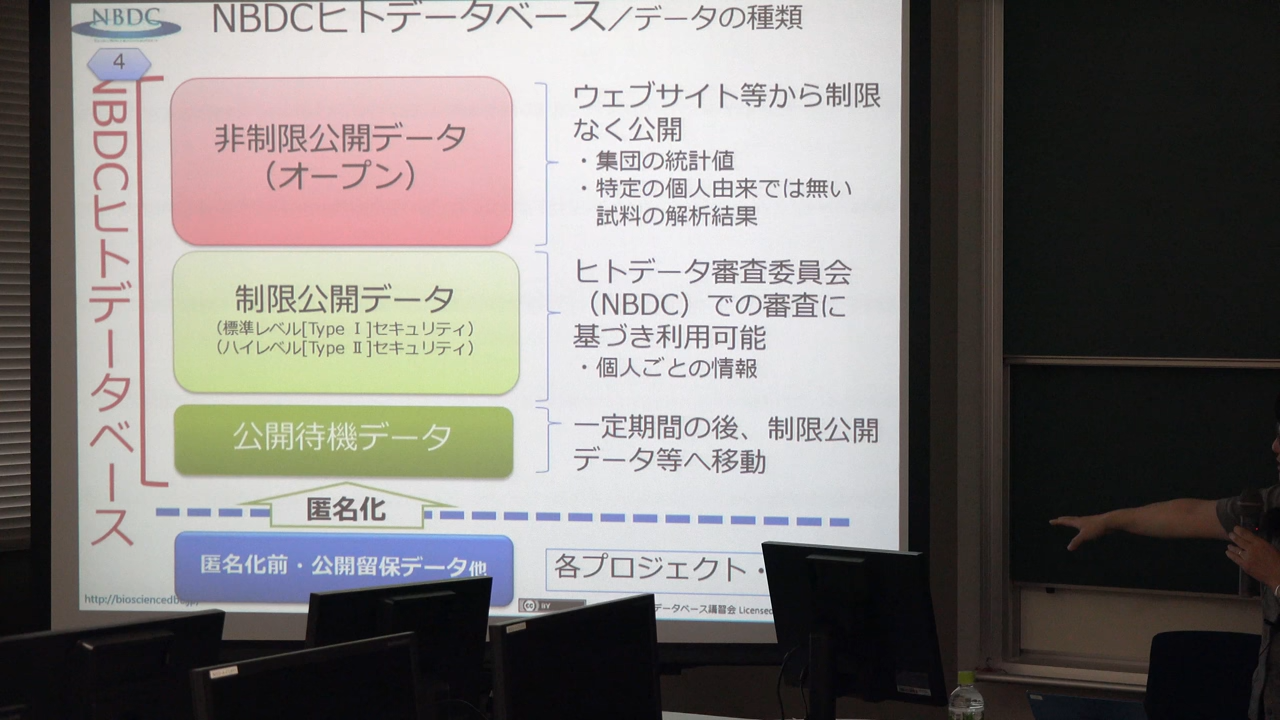 NBDC
NBDCヒトデータベース／データの種類
4
NBDCヒトデータベース
非制限公開データ
（オープン）
ウェブサイト等から制限
なく公開
・集団の統計値
・特定の個人由来では無い
試料の解析結果
制限公開データ
（標準レベル[Type Ⅰ]セキュリティ）
（ハイレベル[Type Ⅱ]セキュリティ）
ヒトデータ審査委員会
（NBDC）での審査に
基づき利用可能
・個人ごとの情報
公開待機データ
一定期間の後、制限公開
データ等へ移動
匿名化
匿名化前・公開留保データ他
各プロジェクト・
cc BY
データベース講習会 Licensed